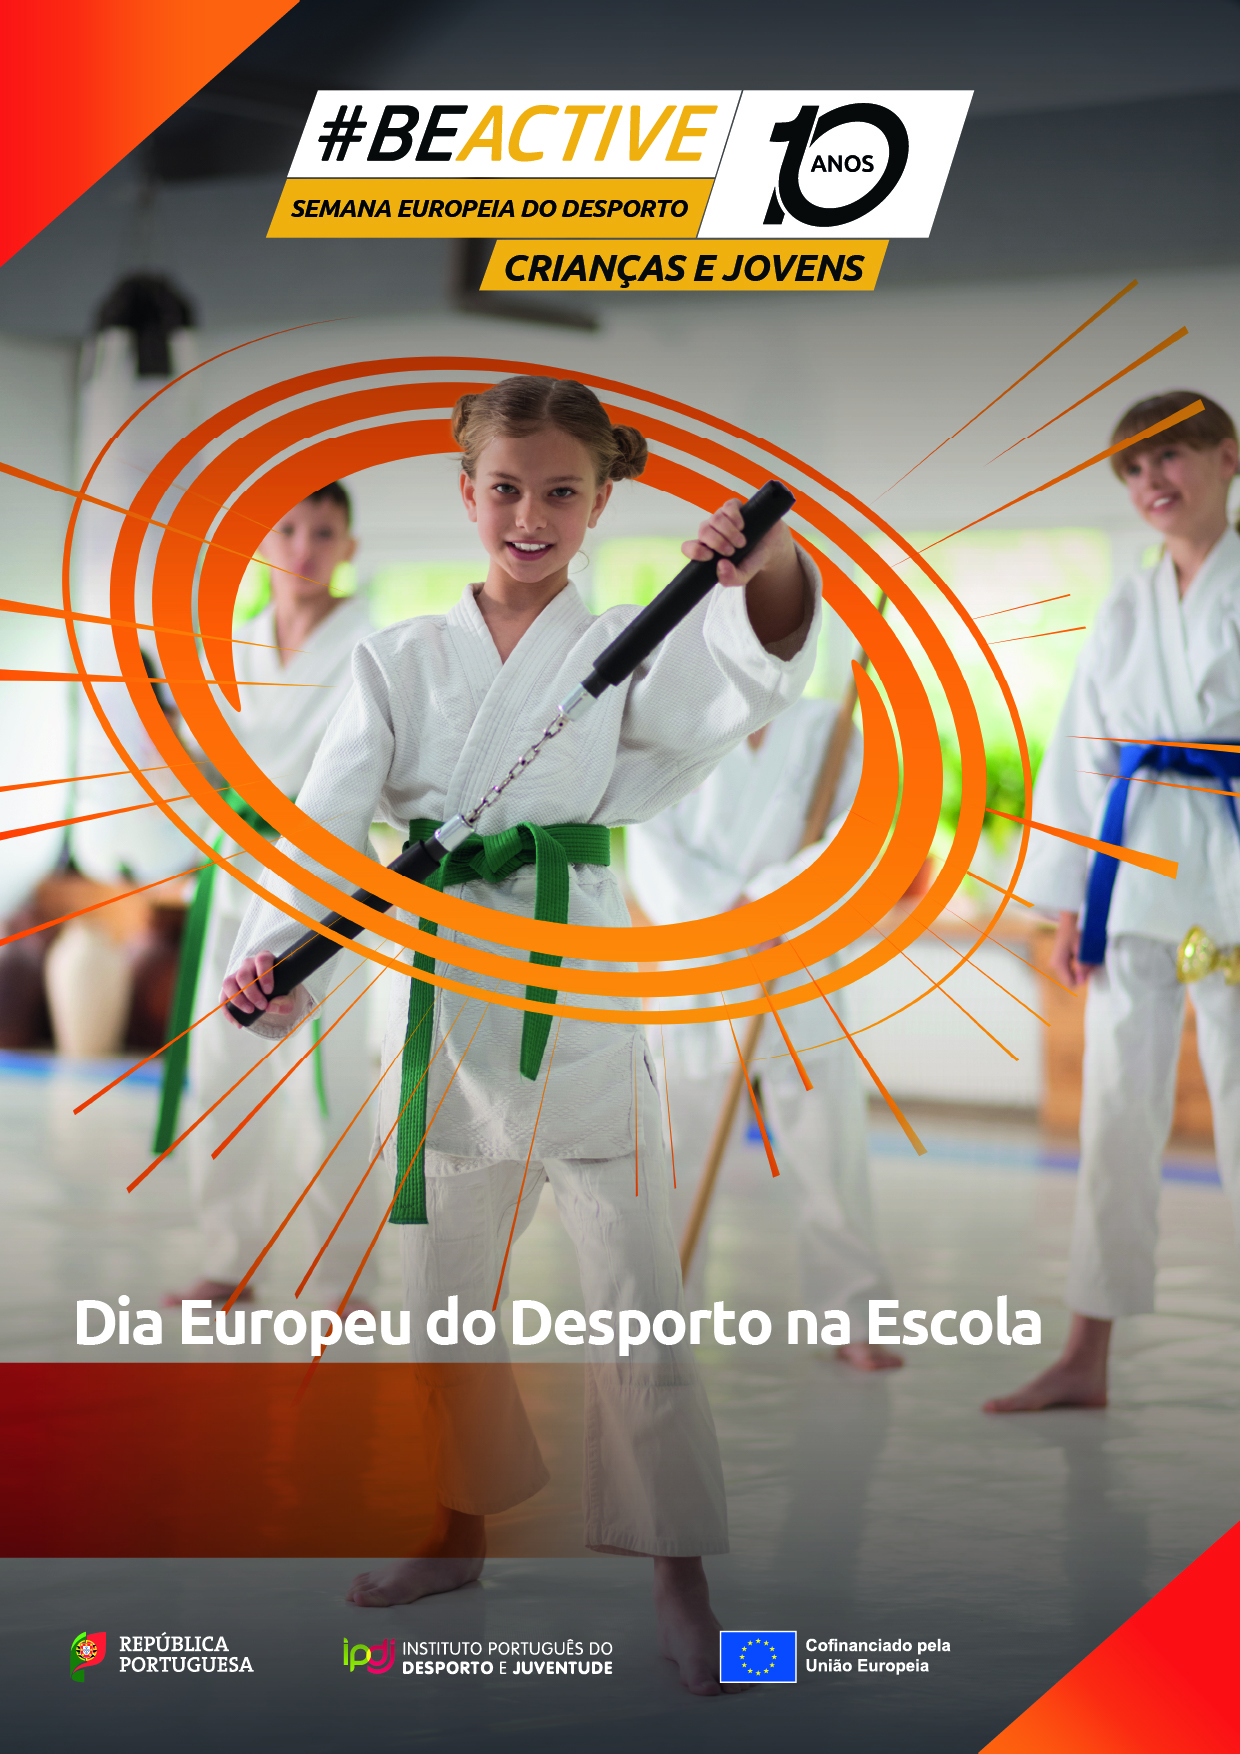 #BEACTIVE
10
ANOS
SEMANA EUROPEIA DO DESPORTO
CRIANÇAS E JOVENS
Dia Europeu do Desporto na Escola
REPÚBLICA
PORTUGUESA
ipdj
INSTITUTO PORTUGUÊS DO
DESPORTO E JUVENTUDE
Cofinanciado pela
União Europeia